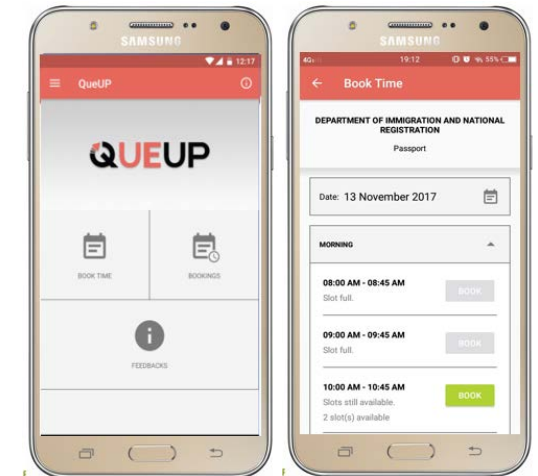 SAMSUNG
12:17
QueUP
QUEUP
BOOK TIME
BOOKINGS
FEEDBACKS
SAMSUNG
4G
19:12
55%
Book Time
DEPARTMENT OF IMMIGRATION AND NATIONAL
REGISTRATION
Passport
Date: 13 November 2017
MORNING
08:00 AM - 08:45 AM
BOOK
Slot full.
09:00 AM - 09:45 AM
BOOK
Slot full.
10:00 AM - 10:45 AM
BOOK
Slots still available.
2 slot(s) available